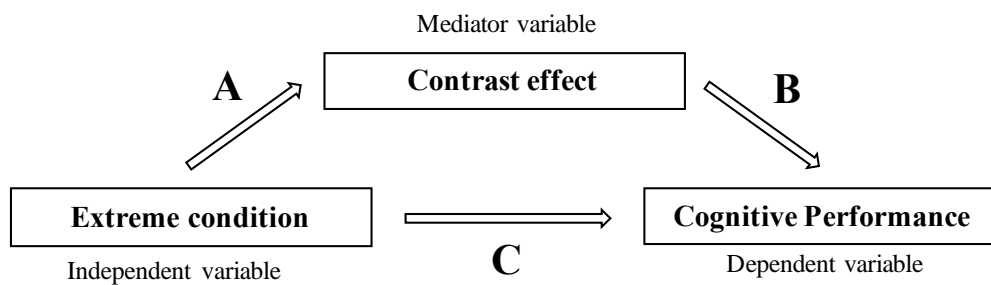 Mediator variable
Contrast effect
A
B
Extreme condition
Cognitive Performance
Independent variable
C
Dependent variable